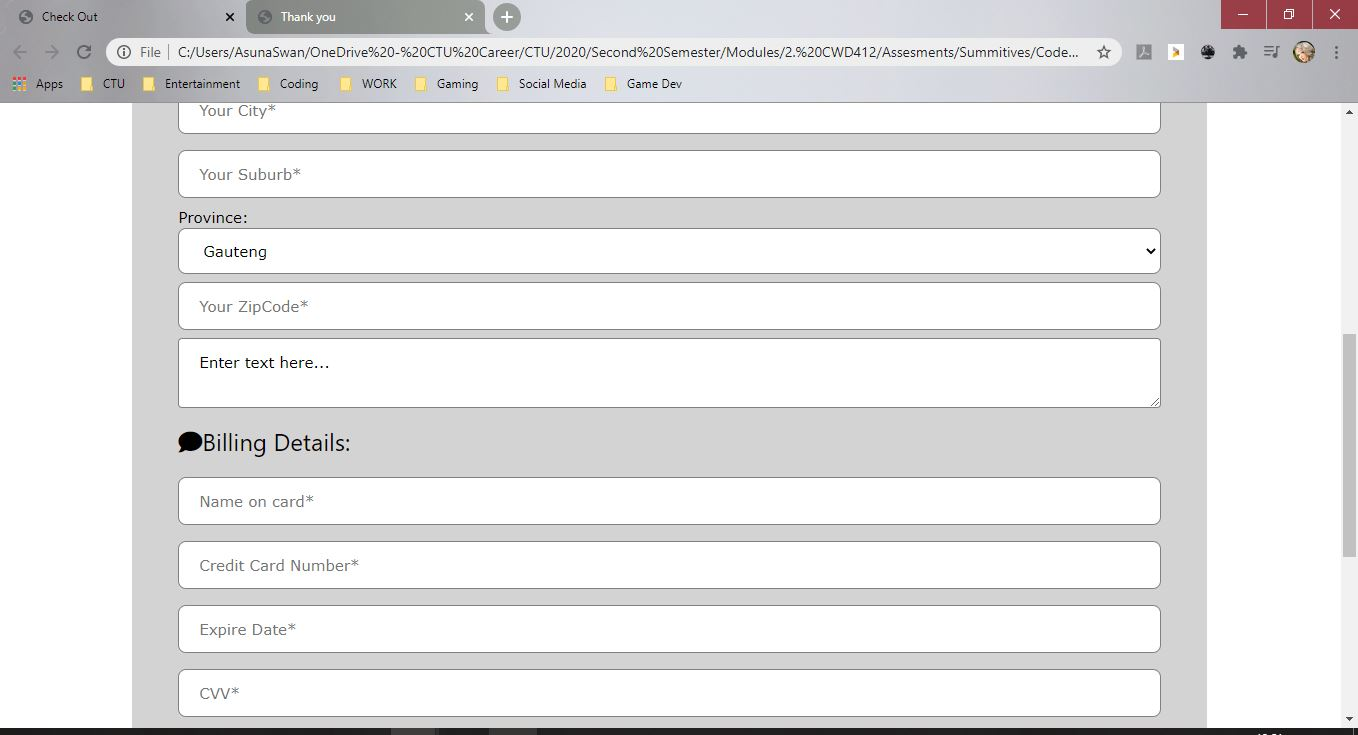 Check Out
Thank you
File
C:/Users/AsunaSwan/OneDrive%20-%20CTU%20Career/CTU/2020/Second%20Semester/Modules/2.%20CWD412/Assesments/Summitives/Code...
Apps CTU Entertainment Coding WORK Gaming Social Media Game Dev
Your City*
Your Suburb*
Province:
Gauteng
Your ZipCode*
Enter text here...
Billing Details:
Name on card*
Credit Card Number*
Expire Date*
CVV*